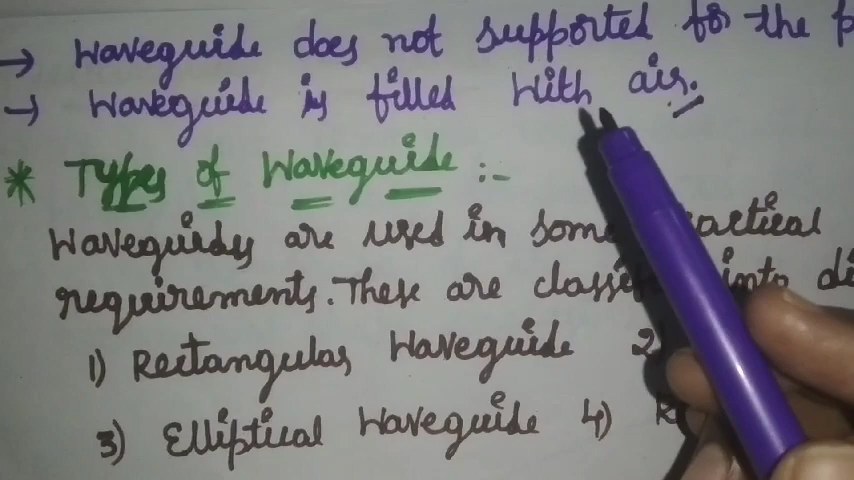 → Waveguide does not supported for the
→ Waveguide is filled with air.
* Types of Waveguide :-
Waveguides are used in some
requirements. These are into
1) Rectangular Waveguide 2)
3) Elliptical Waveguide 4)